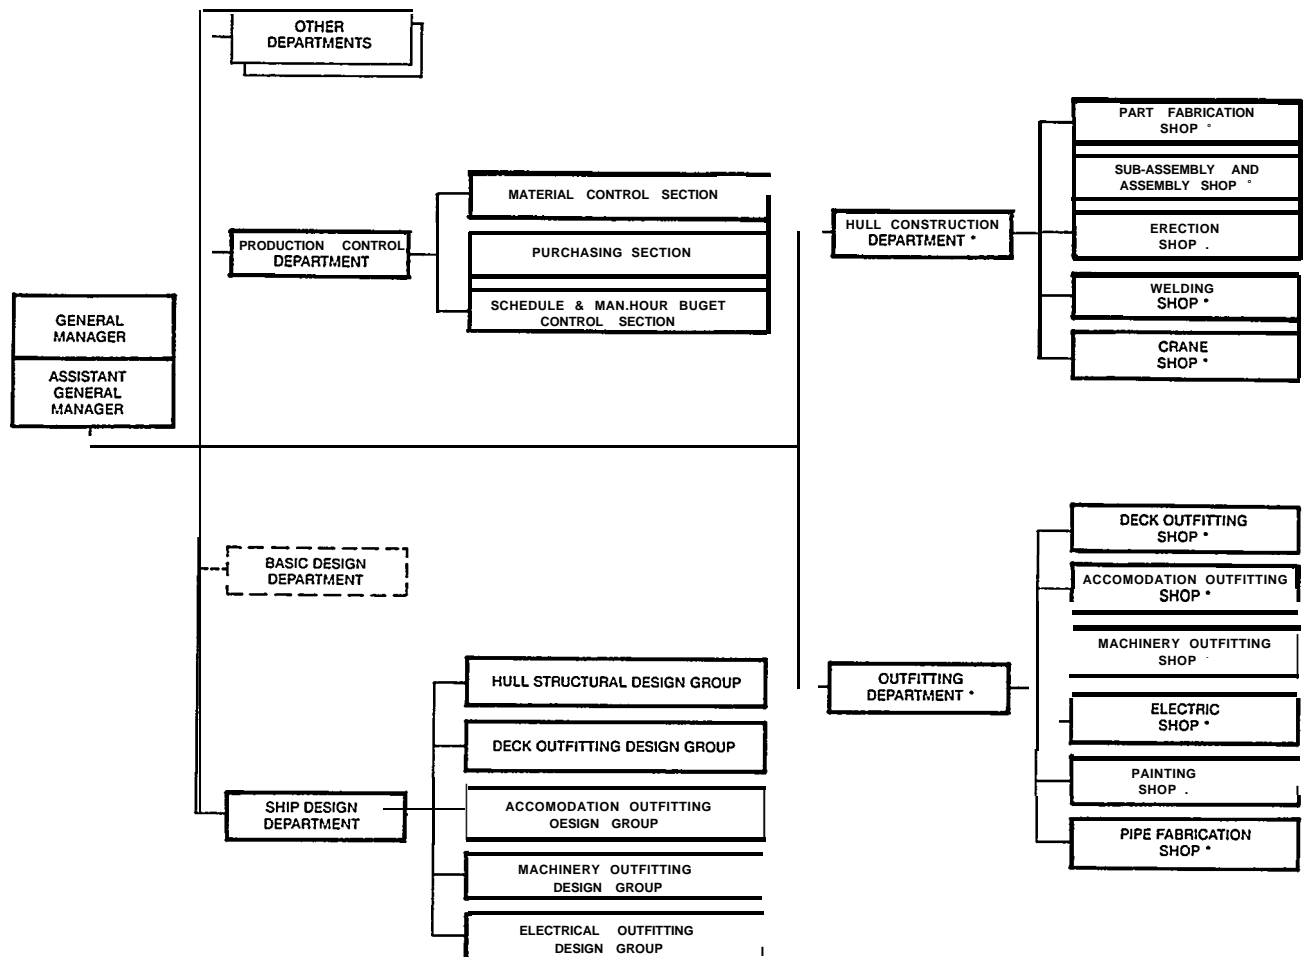 OTHER
DEPARTMENTS
PRODUCTION CONTROL
DEPARTMENT
MATERIAL CONTROL SECTION
PURCHASING SECTION
SCHEDULE & MAN.HOUR BUGET
CONTROL SECTION
GENERAL
MANAGER
ASSISTANT
GENERAL
MANAGER
BASIC DESIGN
DEPARTMENT
SHIP DESIGN
DEPARTMENT
HULL STRUCTURAL DESIGN GROUP
DECK OUTFITTING DESIGN GROUP
ACCOMODATION OUTFITTING
OESIGN GROUP
MACHINERY OUTFITTING
DESIGN GROUP
ELECTRICAL OUTFITTING
DESIGN GROUP
HULL CONSTRUCTION
DEPARTMENT *
PART FABRICATION
SHOP °
SUB-ASSEMBLY AND
ASSEMBLY SHOP °
ERECTION
SHOP .
WELDING
SHOP *
CRANE
SHOP *
OUTFITTING
DEPARTMENT *
DECK OUTFITTING
SHOP *
ACCOMODATION OUTFITTING
SHOP *
MACHINERY OUTFITTING
SHOP
ELECTRIC
SHOP *
PAINTING
SHOP .
PIPE FABRICATION
SHOP *